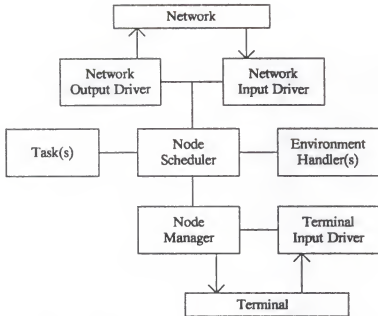 Network
Network
Output Driver
Network
Input Driver
Task(s)
Node
Scheduler
Environment
Handler(s)
Node
Manager
Terminal
Input Driver
Terminal